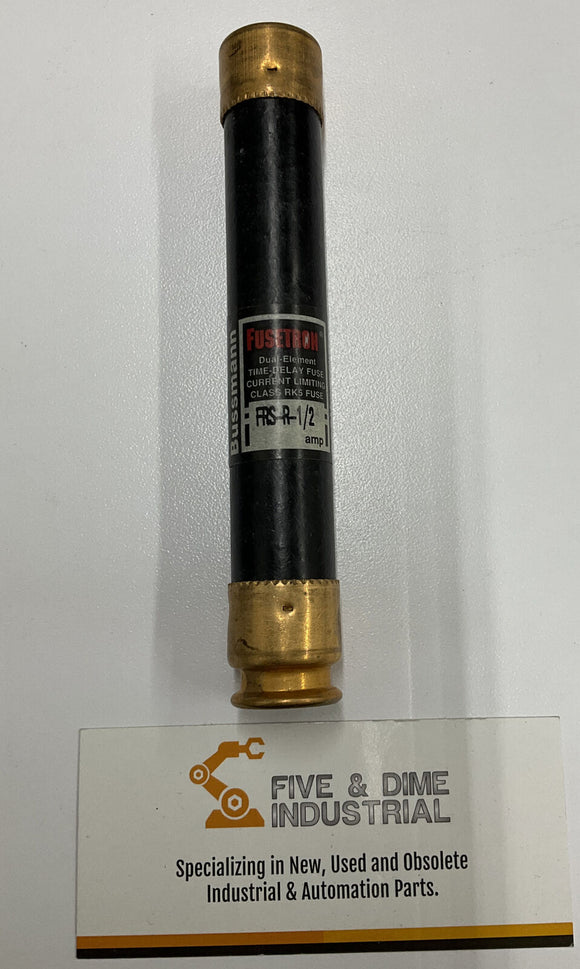 Bussmann
FUSETRON
Dual-Element
TIME-DELAY FUSE
CURRENT LIMITING
CLASS RK5 FUSE
FRS-R-1/2
amp
FIVE & DIME
INDUSTRIAL
Specializing in New, Used and Obsolete
Industrial & Automation Parts.